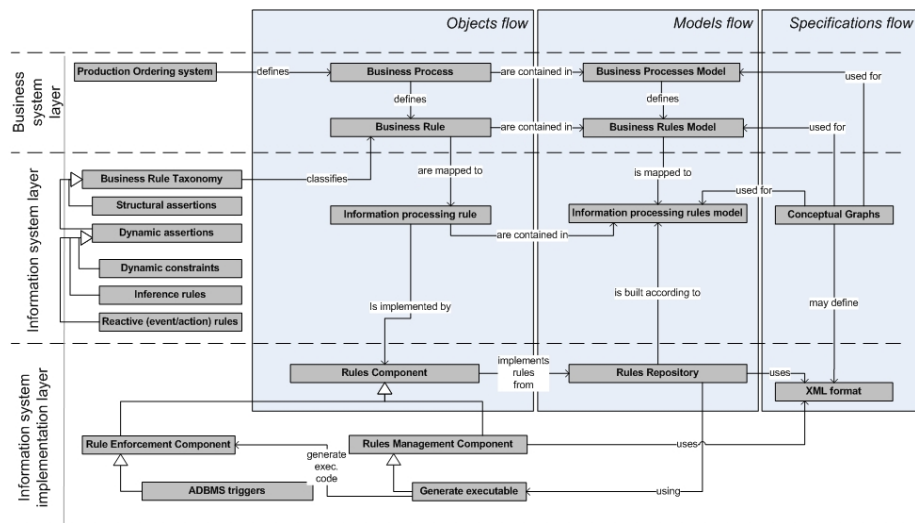 Objects flow
Models flow
Specifications flow
Business system layer
Production Ordering system
defines
Business Process
are contained in
Business Processes Model
used for
defines
defines
Business Rule
are contained in
Business Rules Model
used for
Information system layer
Business Rule Taxonomy
classifies
are mapped to
is mapped to
used for
Structural assertions
Information processing rule
Information processing rules model
Conceptual Graphs
Dynamic assertions
are contained in
Dynamic constraints
Inference rules
is built according to
Is implemented by
may define
Reactive (event/action) rules
Information system implementation layer
Rules Component
implements rules from
Rules Repository
uses
XML format
Rule Enforcement Component
Rules Management Component
uses
generate exec. code
ADBMS triggers
Generate executable
using